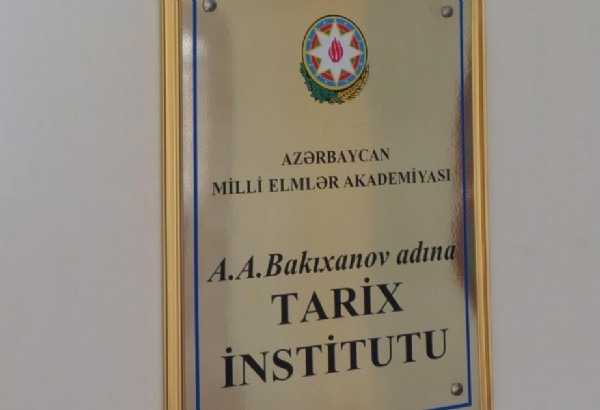 AZƏRBAYCAN
MİLLİ ELMLƏR AKADEMİYASI
A.A.Bakıxanov adına
TARİX
İNSTİTUTU